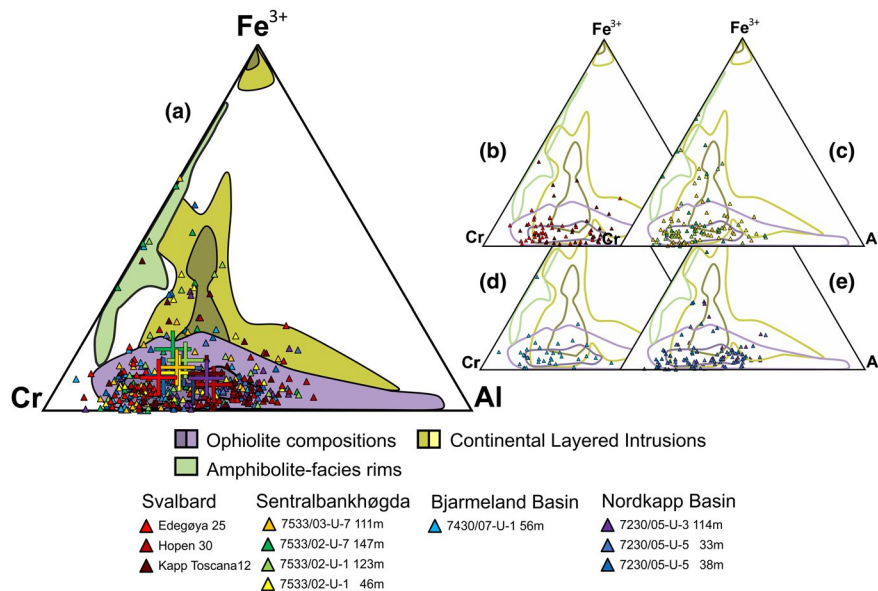 Fe3+
(a)
Cr
Al
Fe3+
Fe3+
(b)
(c)
Cr
Cr
A
(d)
(e)
Cr
A
Ophiolite compositions
Continental Layered Intrusions
Amphibolite-facies rims
Svalbard
Edegøya 25
Hopen 30
Kapp Toscana12
Sentralbankhøgda
7533/03-U-7 111m
7533/02-U-7 147m
7533/02-U-1 123m
7533/02-U-1 46m
Bjarmeland Basin
7430/07-U-1 56m
Nordkapp Basin
7230/05-U-3 114m
7230/05-U-5 33m
7230/05-U-5 38m